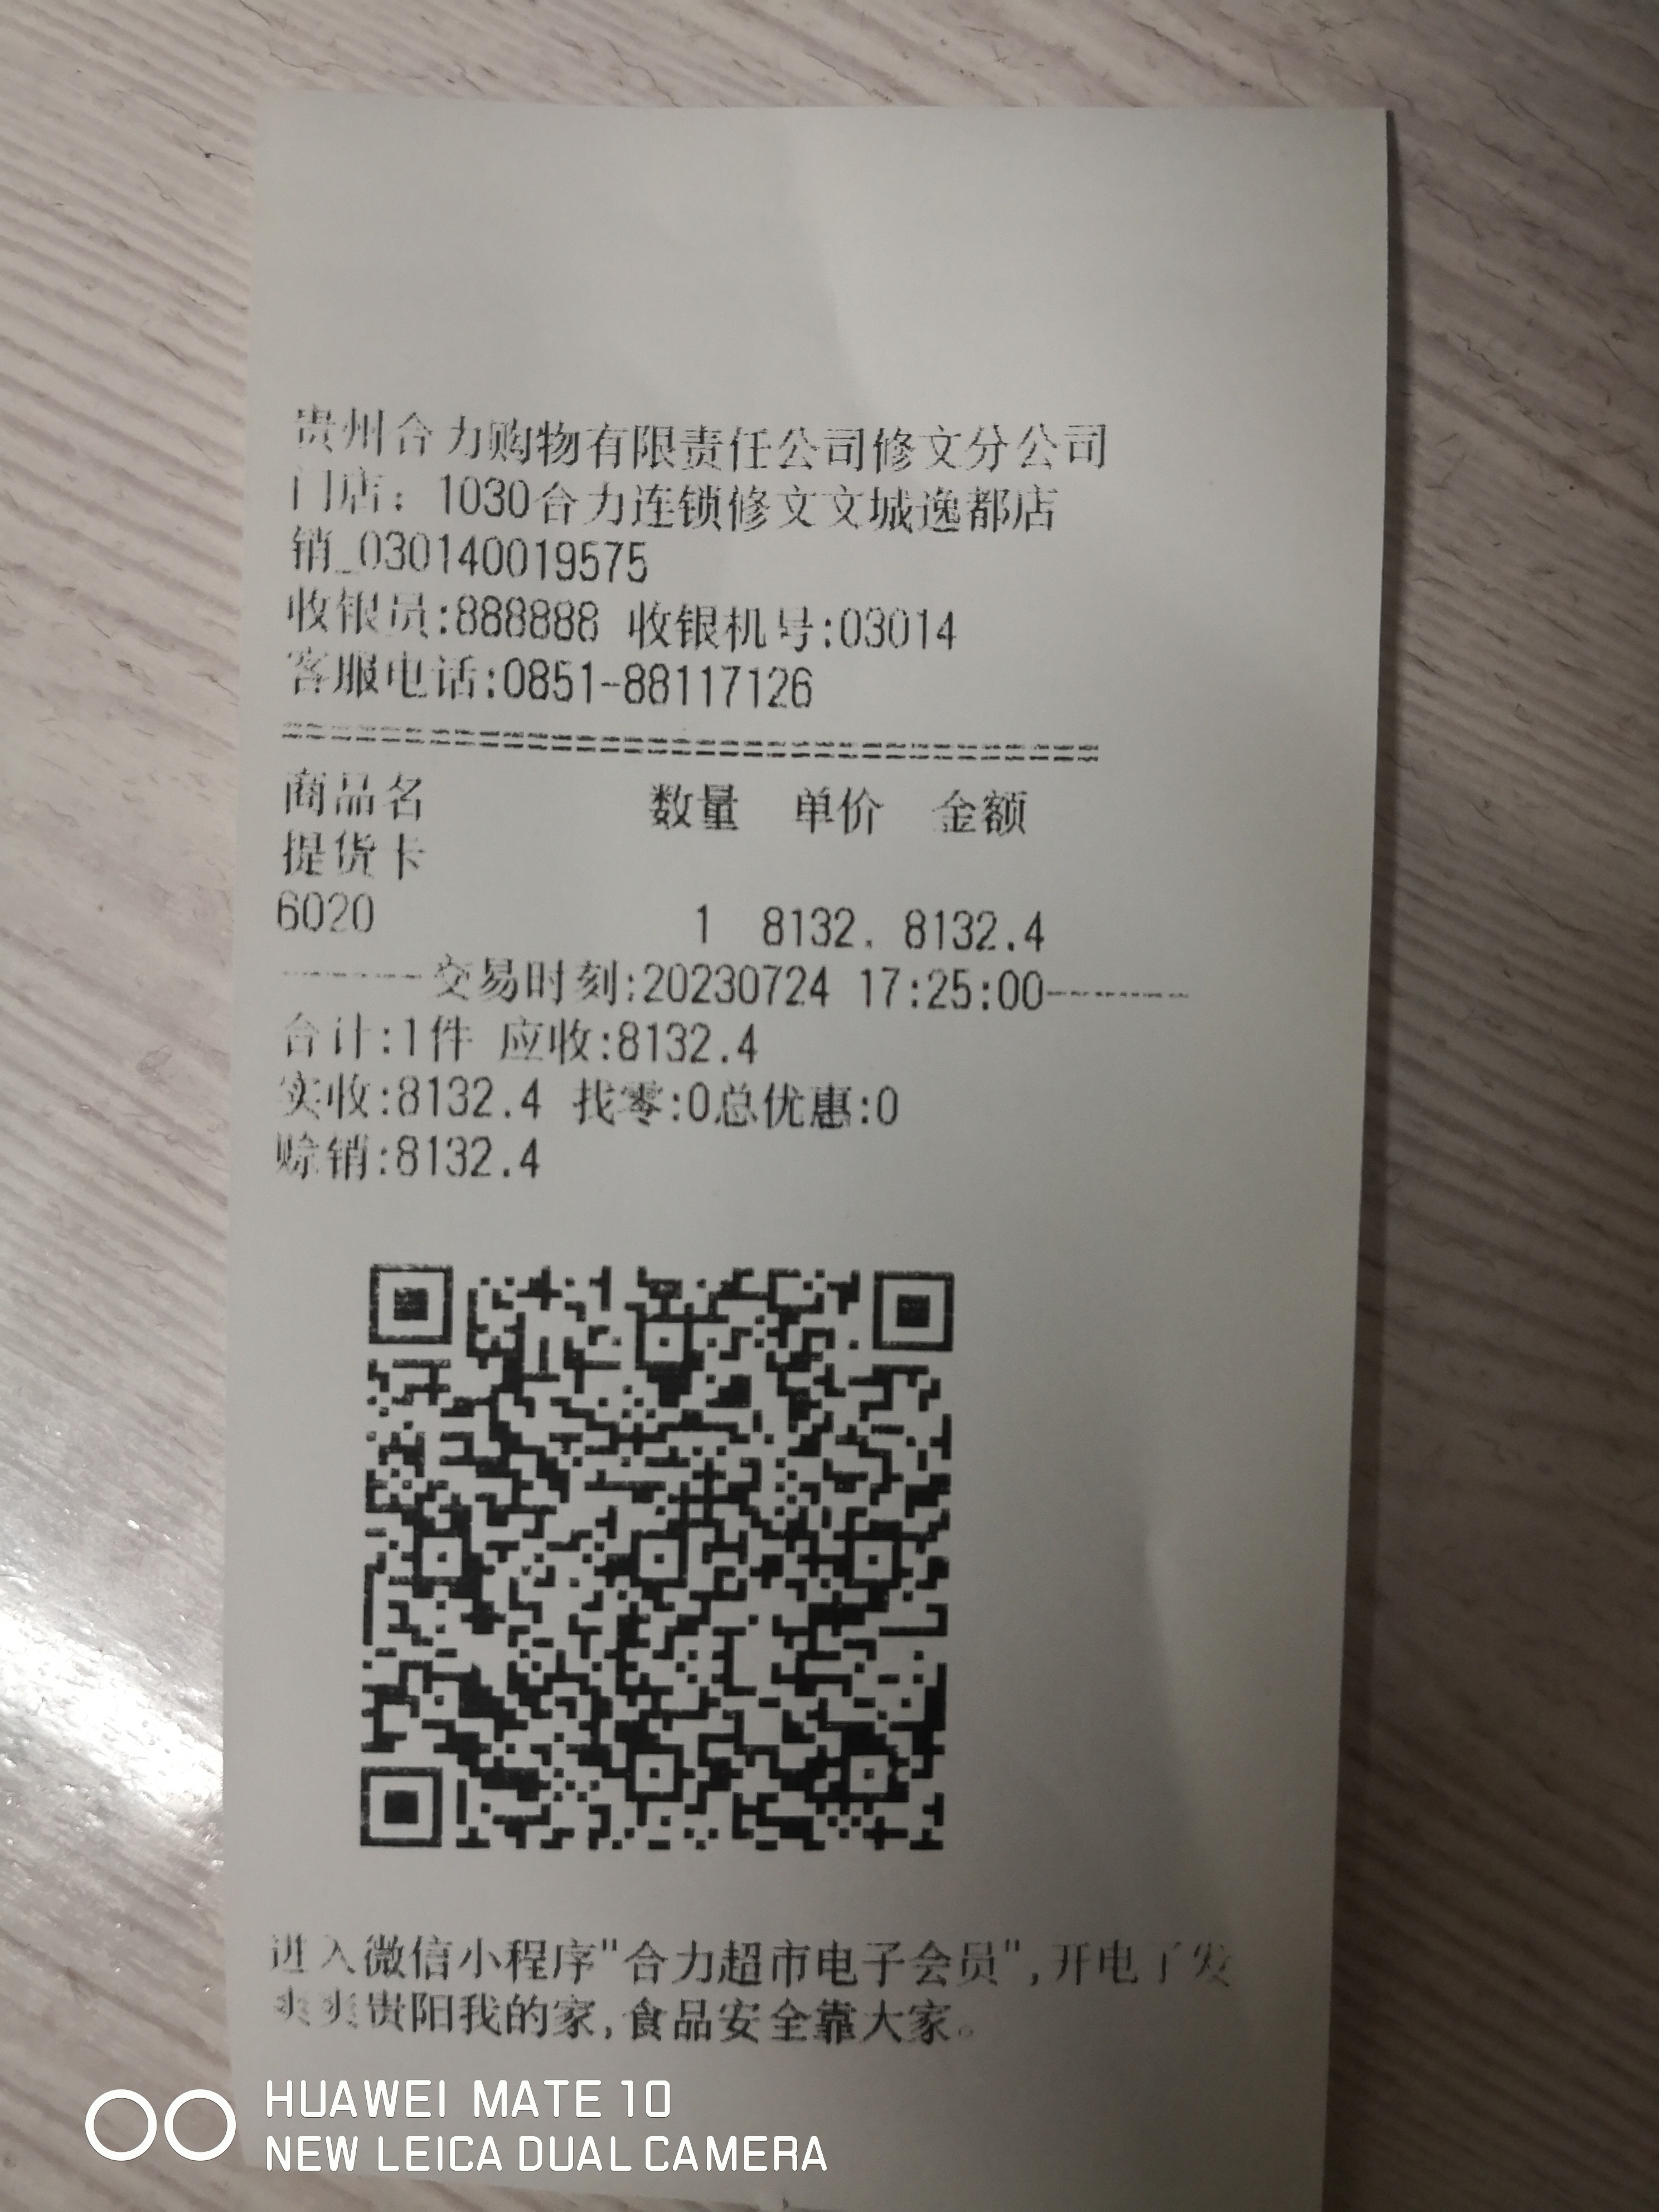 贵州合力购物有限责任公司修文分公司
门店：1030合力连锁修文文城逸都店
销_030140019575
收银员:888888 收银机号:03014
客服电话:0851-88117126
商品名 数量 单价 金额
提货卡
6020 1 8132. 8132.4
--------交易时刻:20230724 17:25:00--------
合计:1件 应收:8132.4
实收:8132.4 找零:0总优惠:0
赊销:8132.4
进入微信小程序"合力超市电子会员",开电子发
爽爽贵阳我的家,食品安全靠大家。
HUAWEI MATE 10
NEW LEICA DUAL CAMERA